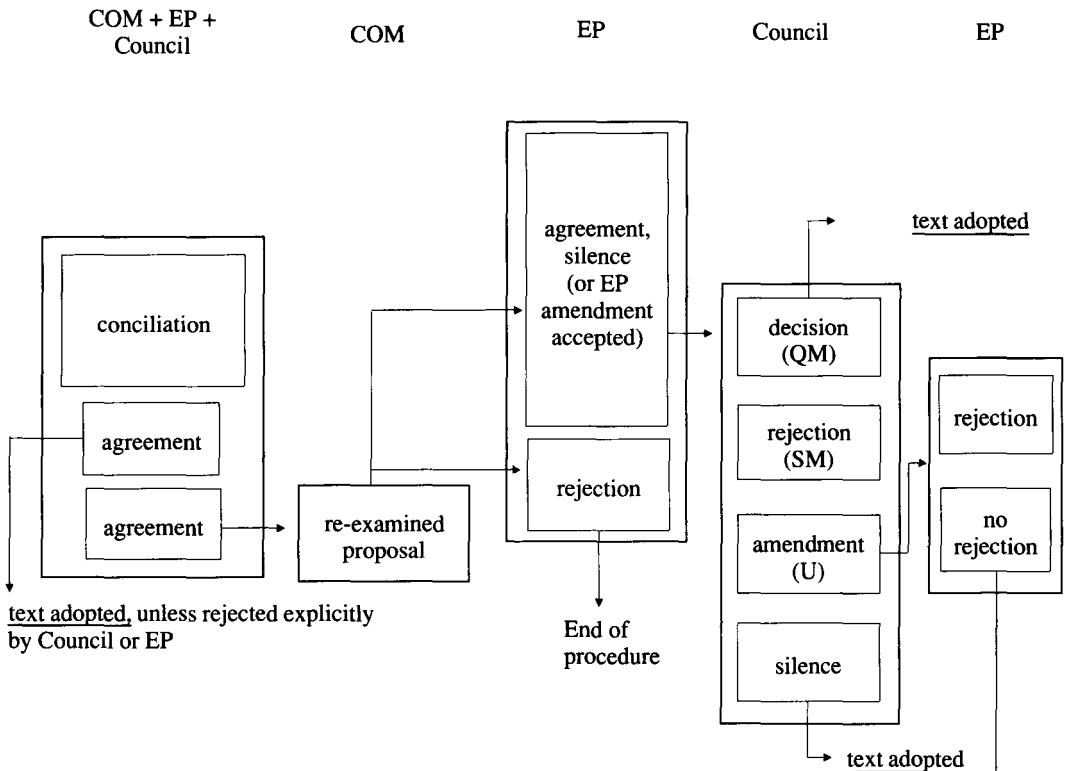 COM + EP +
Council
COM
EP
Council
EP
conciliation
agreement
agreement
text adopted, unless rejected explicitly
by Council or EP
re-examined
proposal
agreement,
silence
(or EP
amendment
accepted)
rejection
End of
procedure
text adopted
decision
(QM)
rejection
(SM)
amendment
(U)
silence
text adopted
rejection
no
rejection